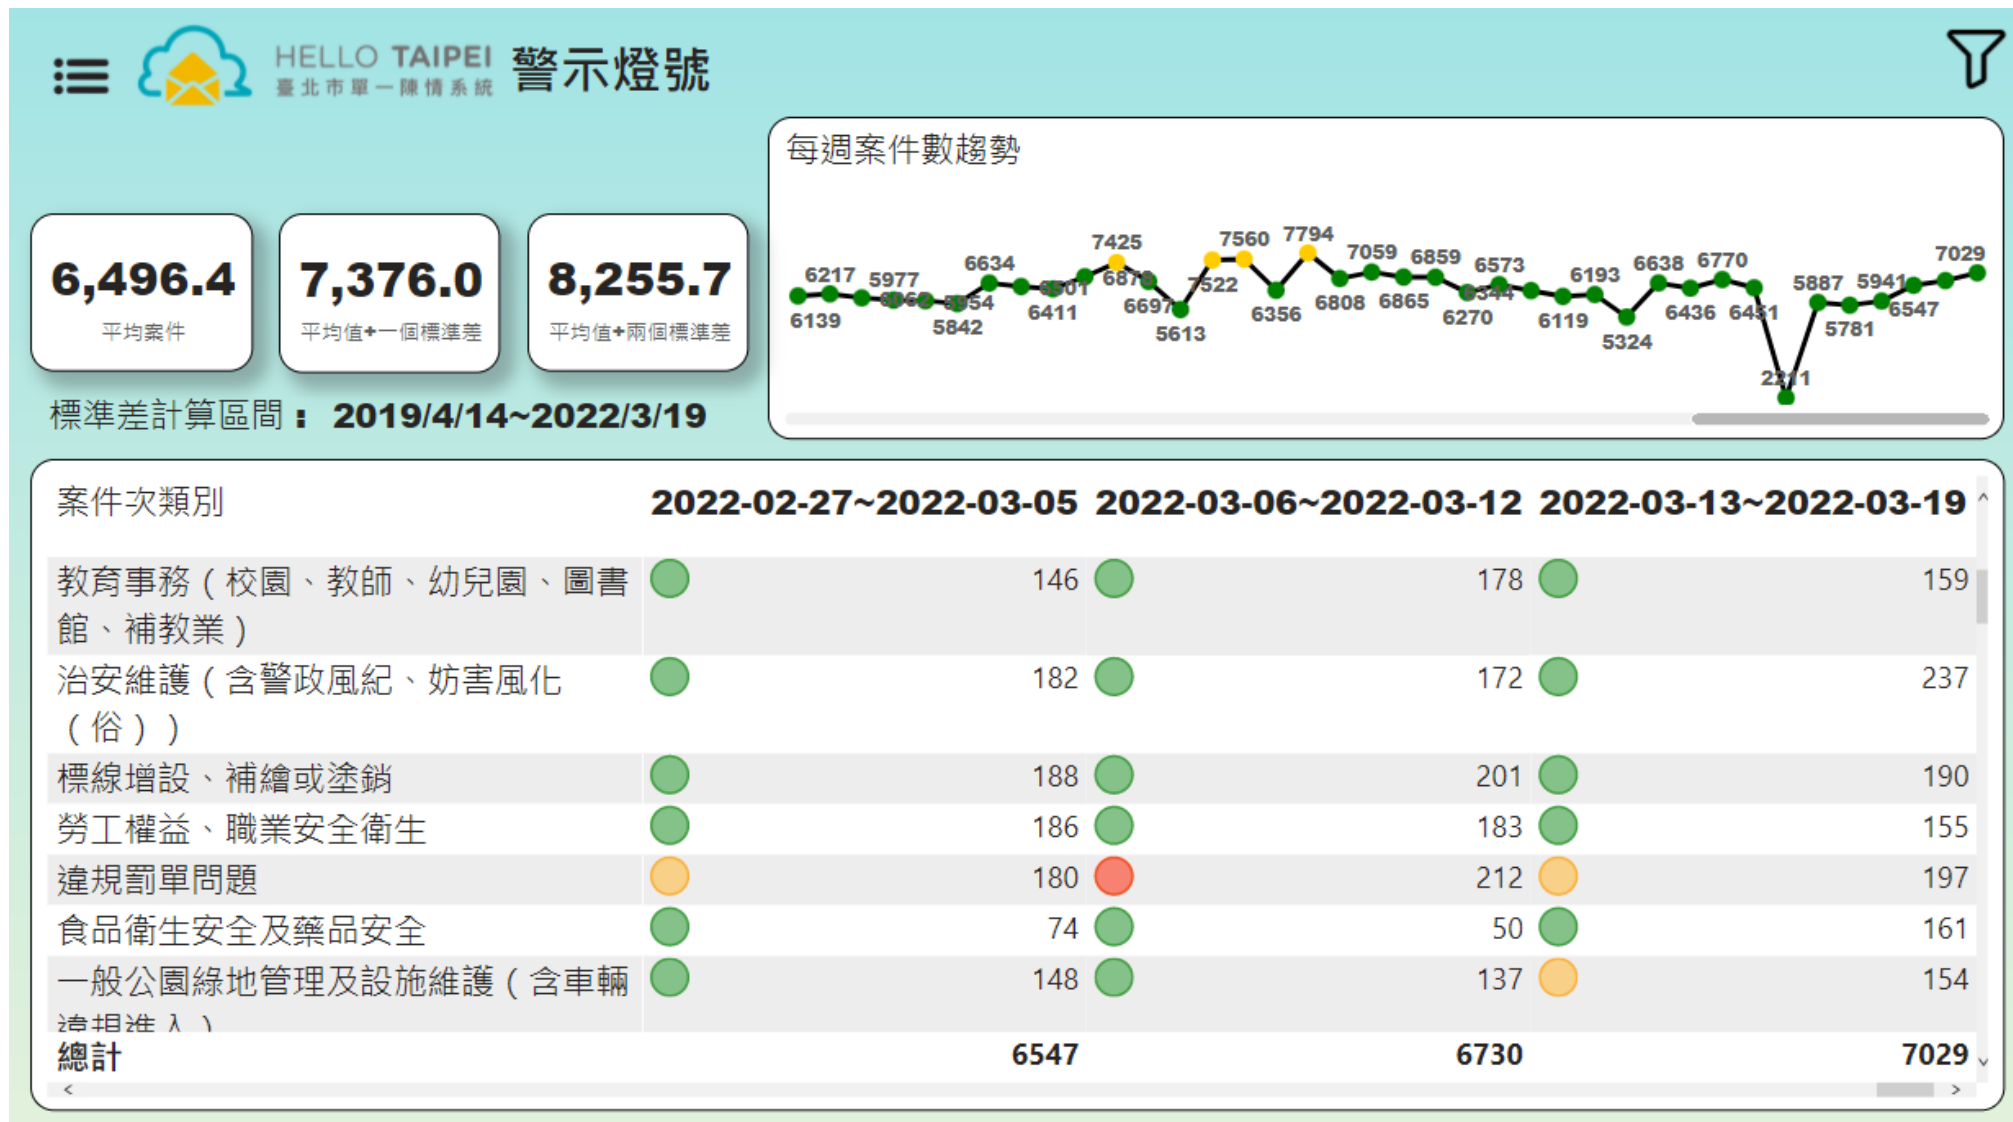 HELLO TAIPEI
臺北市單一陳情系統
警示燈號
6,496.4
平均案件
7,376.0
平均值+一個標準差
8,255.7
平均值+兩個標準差
標準差計算區間： 2019/4/14~2022/3/19
每週案件數趨勢
6139
6217
5977
5842
6634
6411
7425
6697
5613
7522
7560
6356
7794
6808
7059
6865
6859
6270
6344
6573
6119
6193
5324
6638
6436
6770
6451
2211
5887
5781
5941
6547
7029
案件次類別 2022-02-27~2022-03-05 2022-03-06~2022-03-12 2022-03-13~2022-03-19
教育事務（校園、教師、幼兒園、圖書 146 178 159
館、補教業）
治安維護（含警政風紀、妨害風化 182 172 237
（俗））
標線增設、補繪或塗銷 188 201 190
勞工權益、職業安全衛生 186 183 155
違規罰單問題 180 212 197
食品衛生安全及藥品安全 74 50 161
一般公園綠地管理及設施維護（含車輛 148 137 154
違規進入）
總計 6547 6730 7029